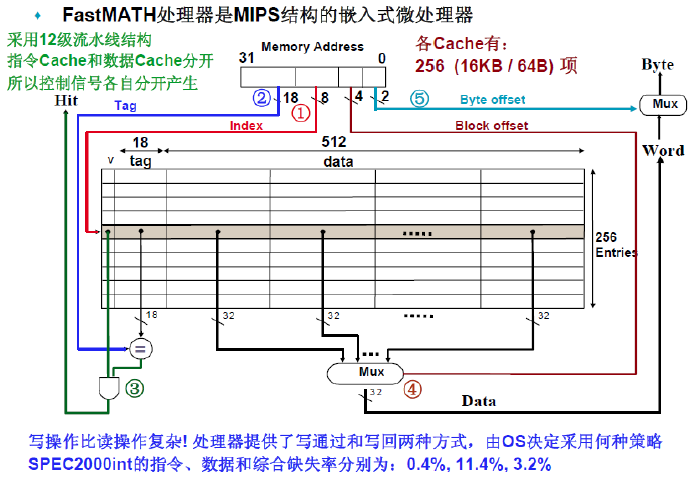 ♦ FastMATH处理器是MIPS结构的嵌入式微处理器
采用12级流水线结构
指令Cache和数据Cache分开
所以控制信号各自分开产生
Memory Address
31 0
各Cache有:
256 (16KB / 64B) 项
Byte
Hit
② 18 ① 8 4 2 ⑤
Mux
Tag
Byte offset
Index
Block offset
Word
18 512
v tag data
.....
256
Entries
18 32 32 ..... 32
=
...
Mux
③ ④
32
Data
写操作比读操作复杂! 处理器提供了写通过和写回两种方式，由OS决定采用何种策略
SPEC2000int的指令、数据和综合缺失率分别为：0.4%, 11.4%, 3.2%